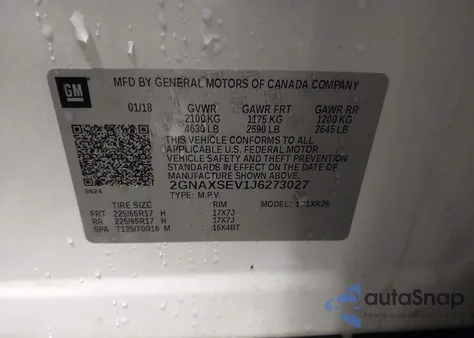 GM
MFD BY GENERAL MOTORS OF CANADA COMPANY
01/18 GVWR GAWR FRT GAWR RR
2100 KG 1175 KG 1200 KG
4630 LB 2590 LB 2645 LB
THIS VEHICLE CONFORMS TO ALL
APPLICABLE U.S. FEDERAL MOTOR
VEHICLE SAFETY AND THEFT PREVENTION
STANDARDS IN EFFECT ON THE DATE OF
MANUFACTURE SHOWN ABOVE.
2GNAXSEV1J6273027
TYPE: M.P.V. MODEL: 1XR26
TIRE SIZE RIM
FRT 225/65R17 H 17X7J
RR 225/65R17 H 17X7J
SPA T135/70R16 M 16X4BT
autoSnap